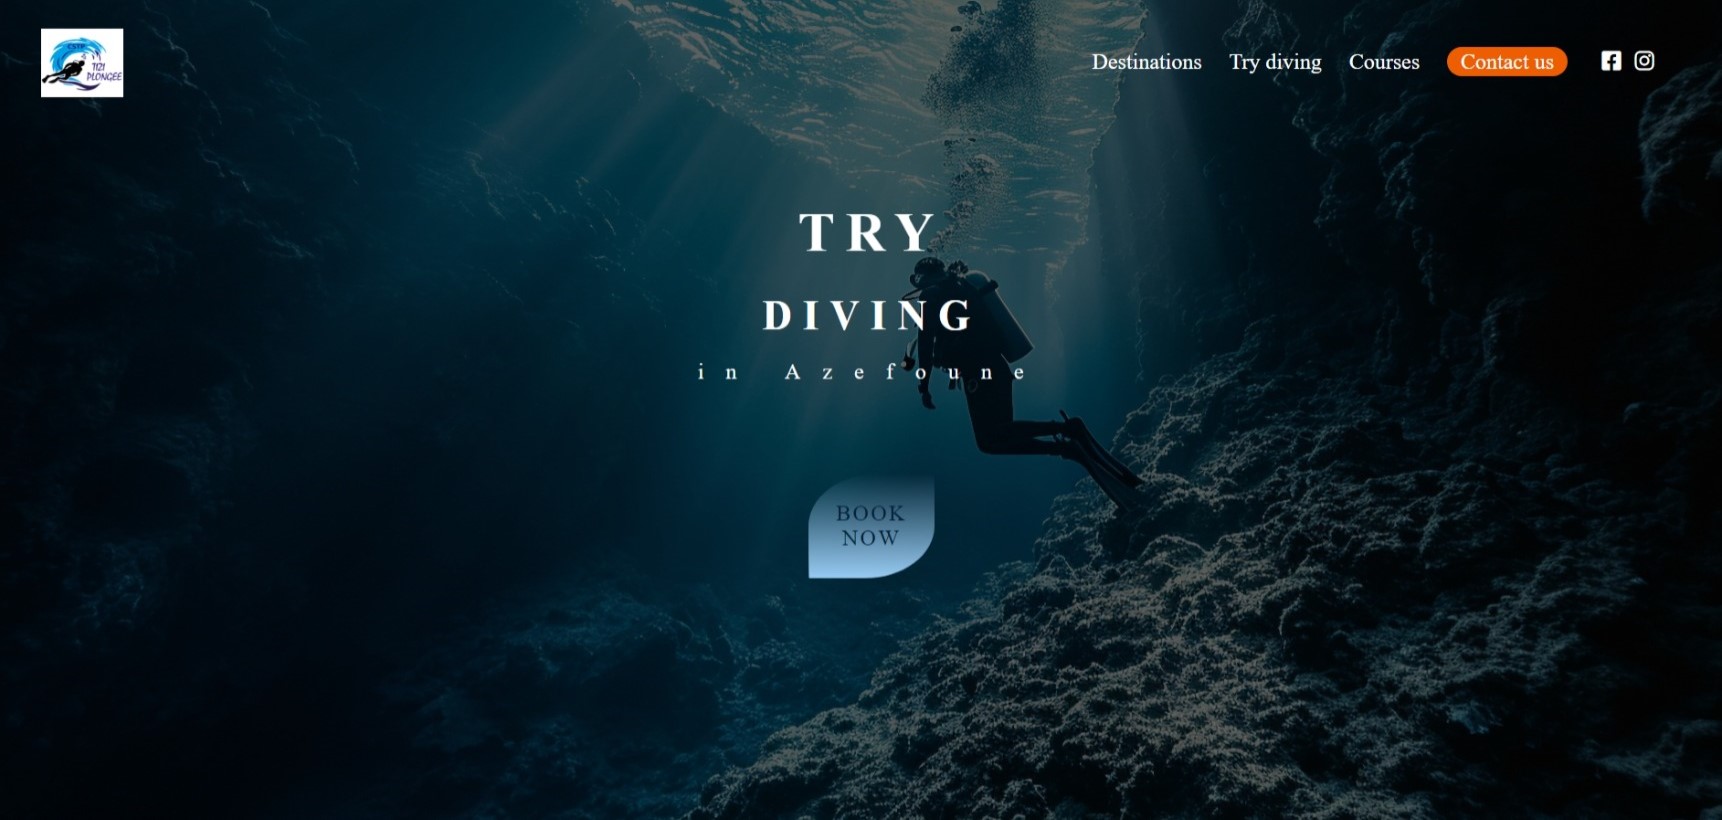 CSTP
TIZI
PLONGEE
Destinations Try diving Courses Contact us
TRY
DIVING
in Azefoune
BOOK
NOW